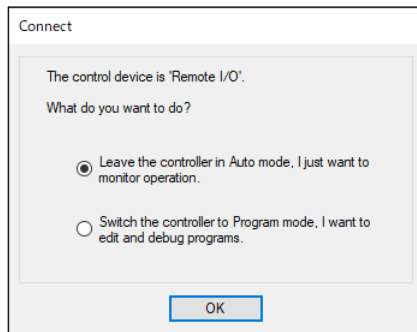 Connect
The control device is 'Remote I/O'.
What do you want to do?
Leave the controller in Auto mode, I just want to
monitor operation.
Switch the controller to Program mode, I want to
edit and debug programs.
OK